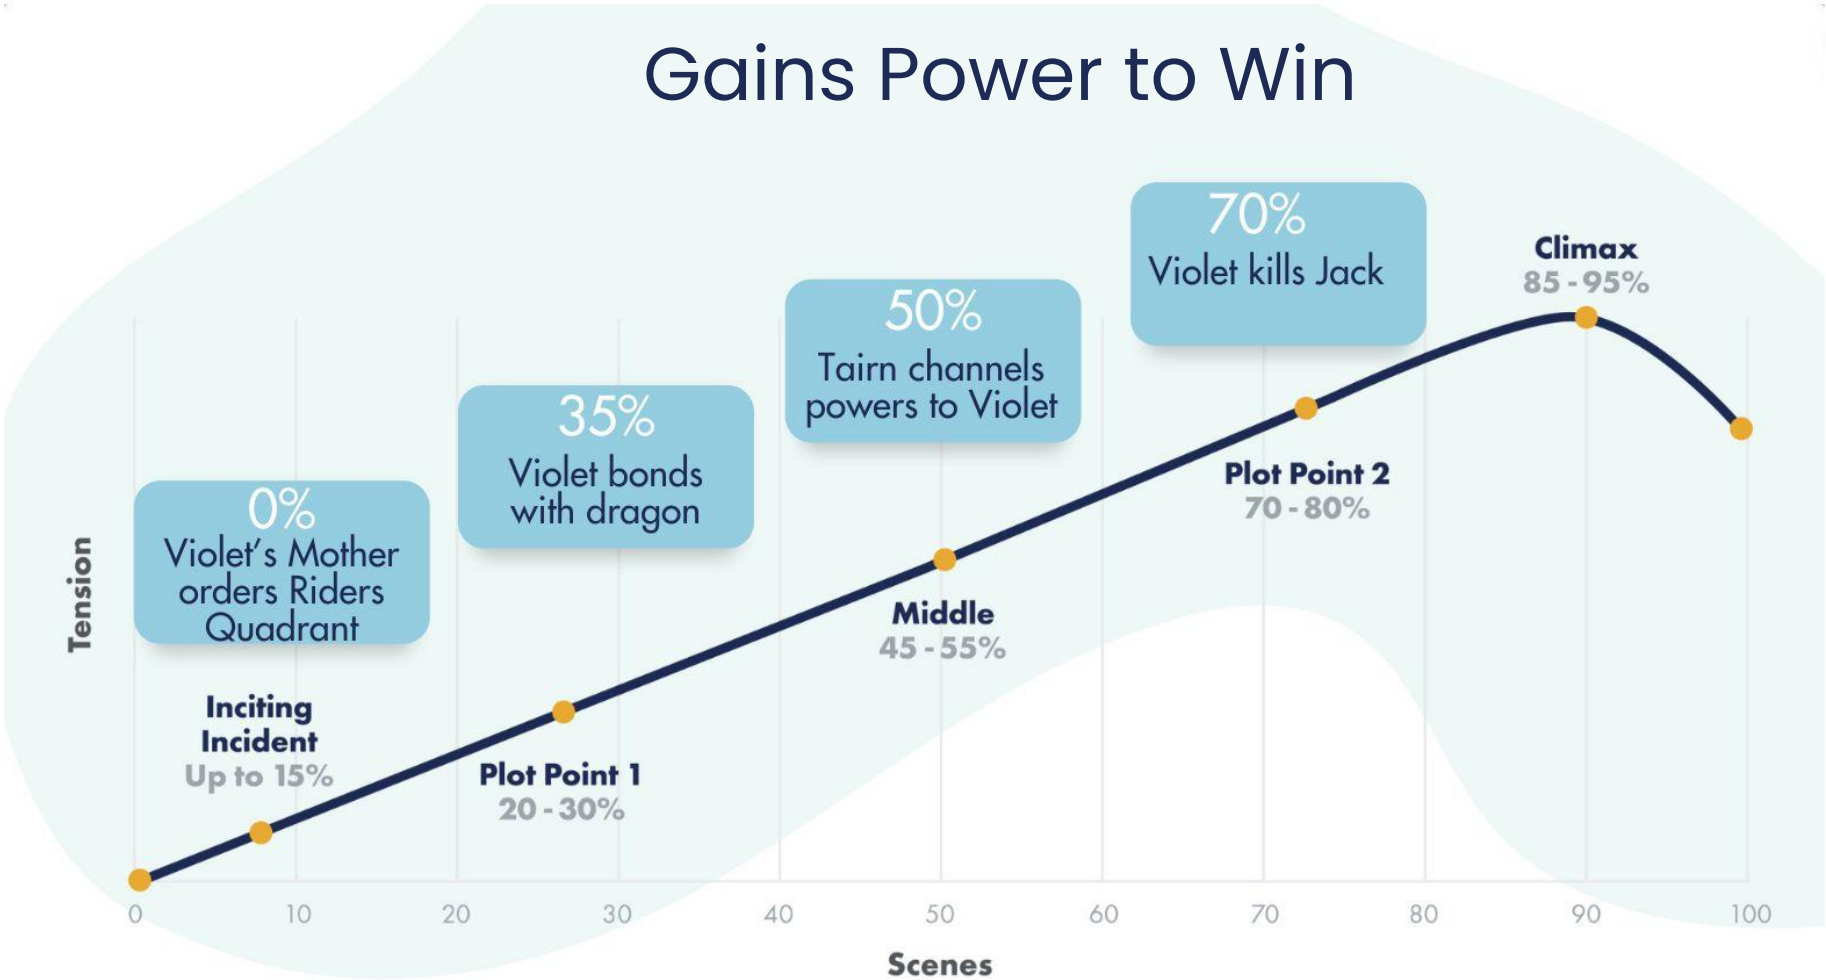 Gains Power to Win
70%
Violet kills Jack
Climax
85 - 95%
50%
Tairn channels
powers to Violet
35%
Violet bonds
with dragon
0%
Violet's Mother
orders Riders
Quadrant
Plot Point 2
70 - 80%
Middle
45 - 55%
Inciting
Incident
Up to 15%
Plot Point 1
20 - 30%
Tension
0 10 20 30 40 50 60 70 80 90 100
Scenes